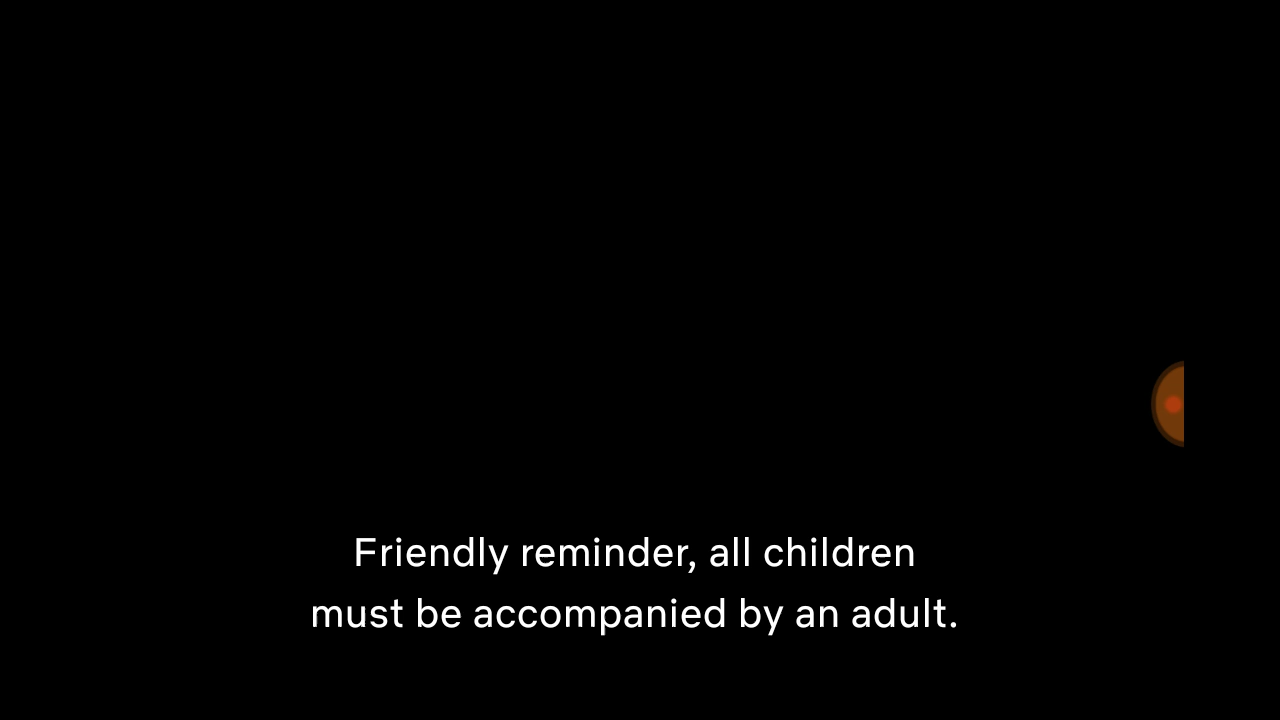 Friendly reminder, all children
must be accompanied by an adult.